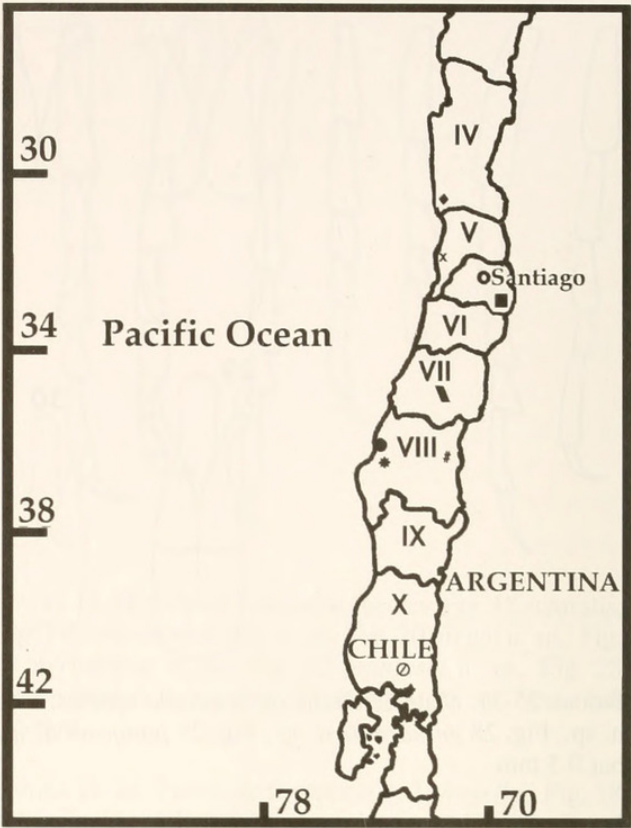 IV
30
V
x
Santiago
34
Pacific Ocean
VI
VII
VIII
*
#
38
IX
ARGENTINA
X
CHILE
42
78
70